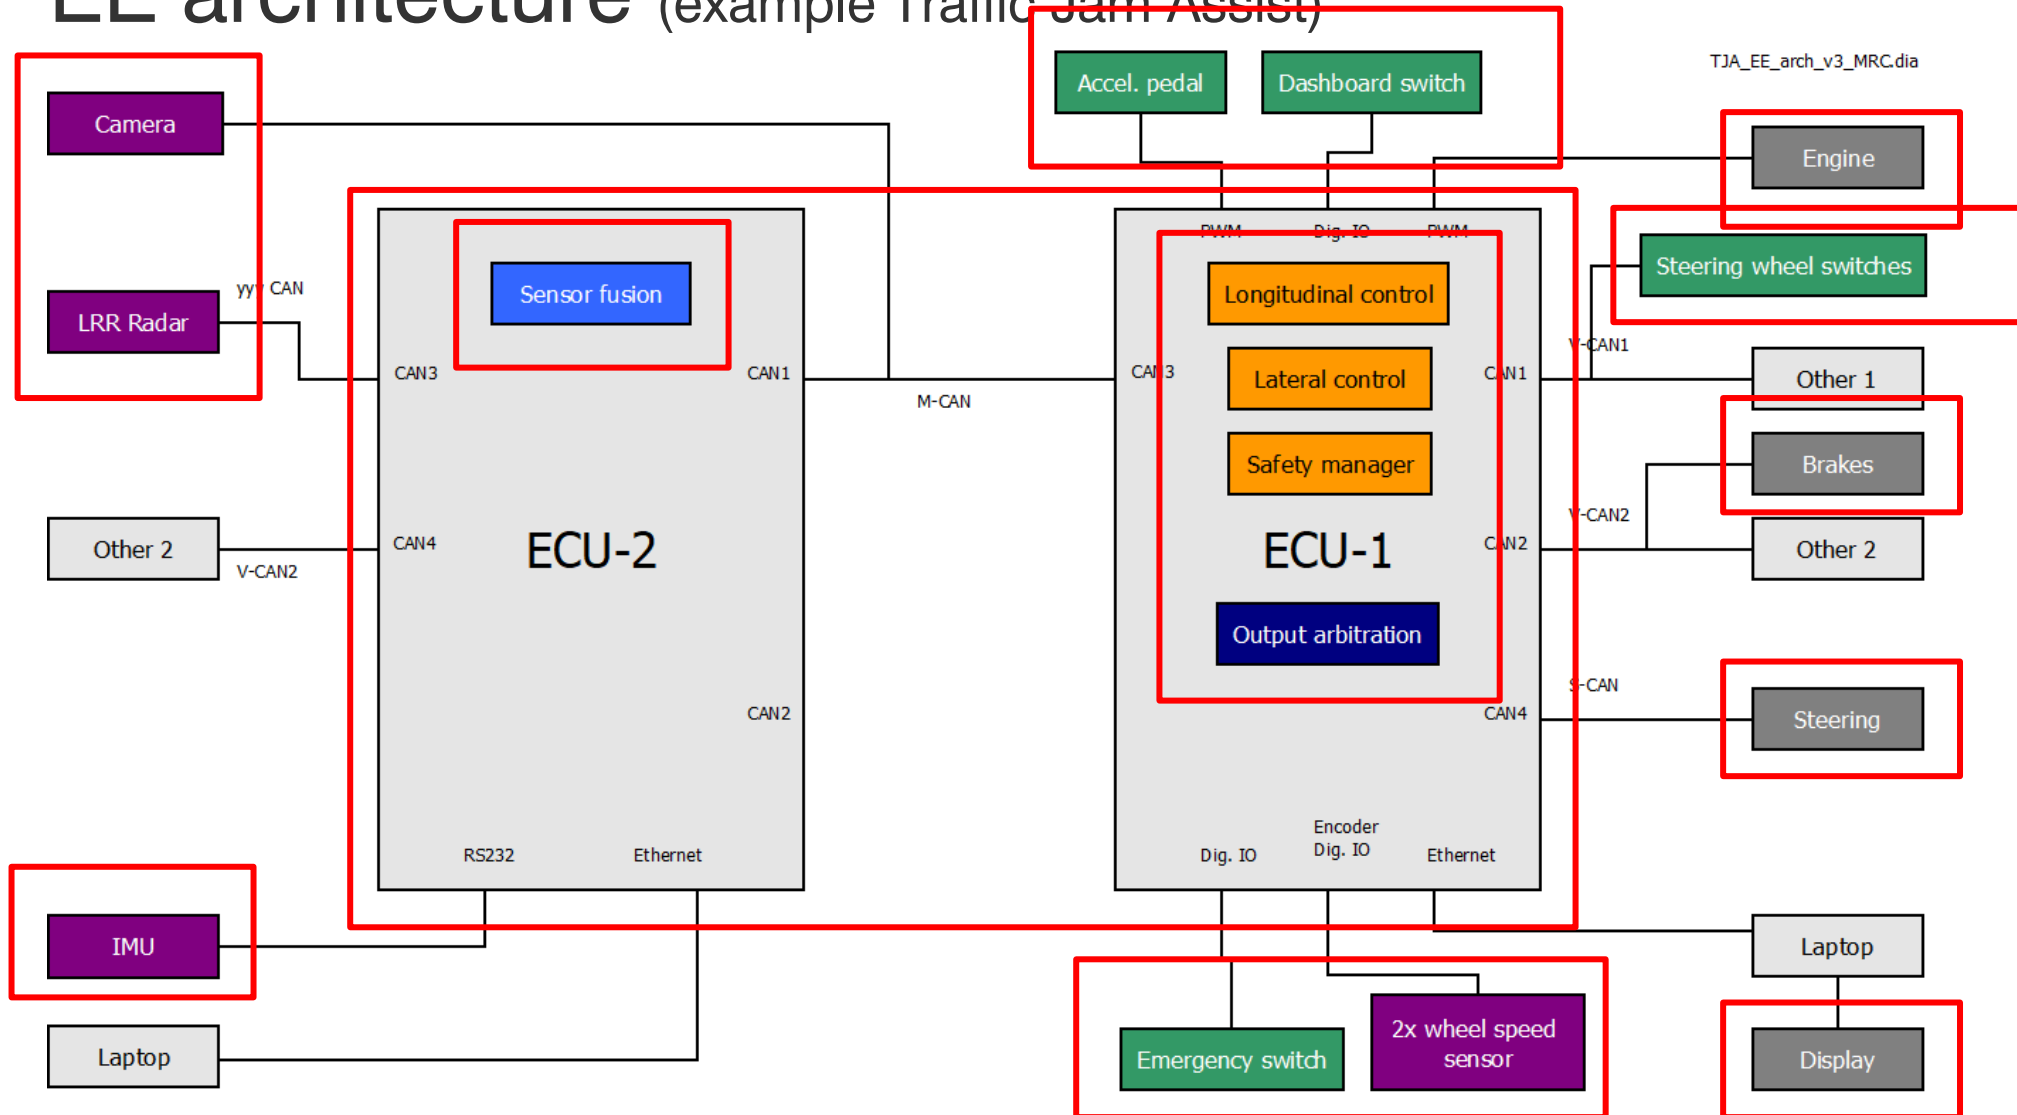 EE architecture (example Traffic Jam Assist)
TJA_EE_arch_v3_MRC.dia
Accel. pedal
Dashboard switch
Camera
Engine
PWM
Dig. IO
PWM
Steering wheel switches
yyy CAN
LRR Radar
Sensor fusion
Longitudinal control
V-CAN1
CAN3
CAN1
M-CAN
CAN3
Lateral control
CAN1
Other 1
Safety manager
Brakes
V-CAN2
Other 2
CAN4
V-CAN2
ECU-2
ECU-1
CAN2
Other 2
Output arbitration
S-CAN
CAN2
CAN4
Steering
RS232
Ethernet
Dig. IO
Encoder
Dig. IO
Ethernet
IMU
Laptop
Laptop
Emergency switch
2x wheel speed
sensor
Display